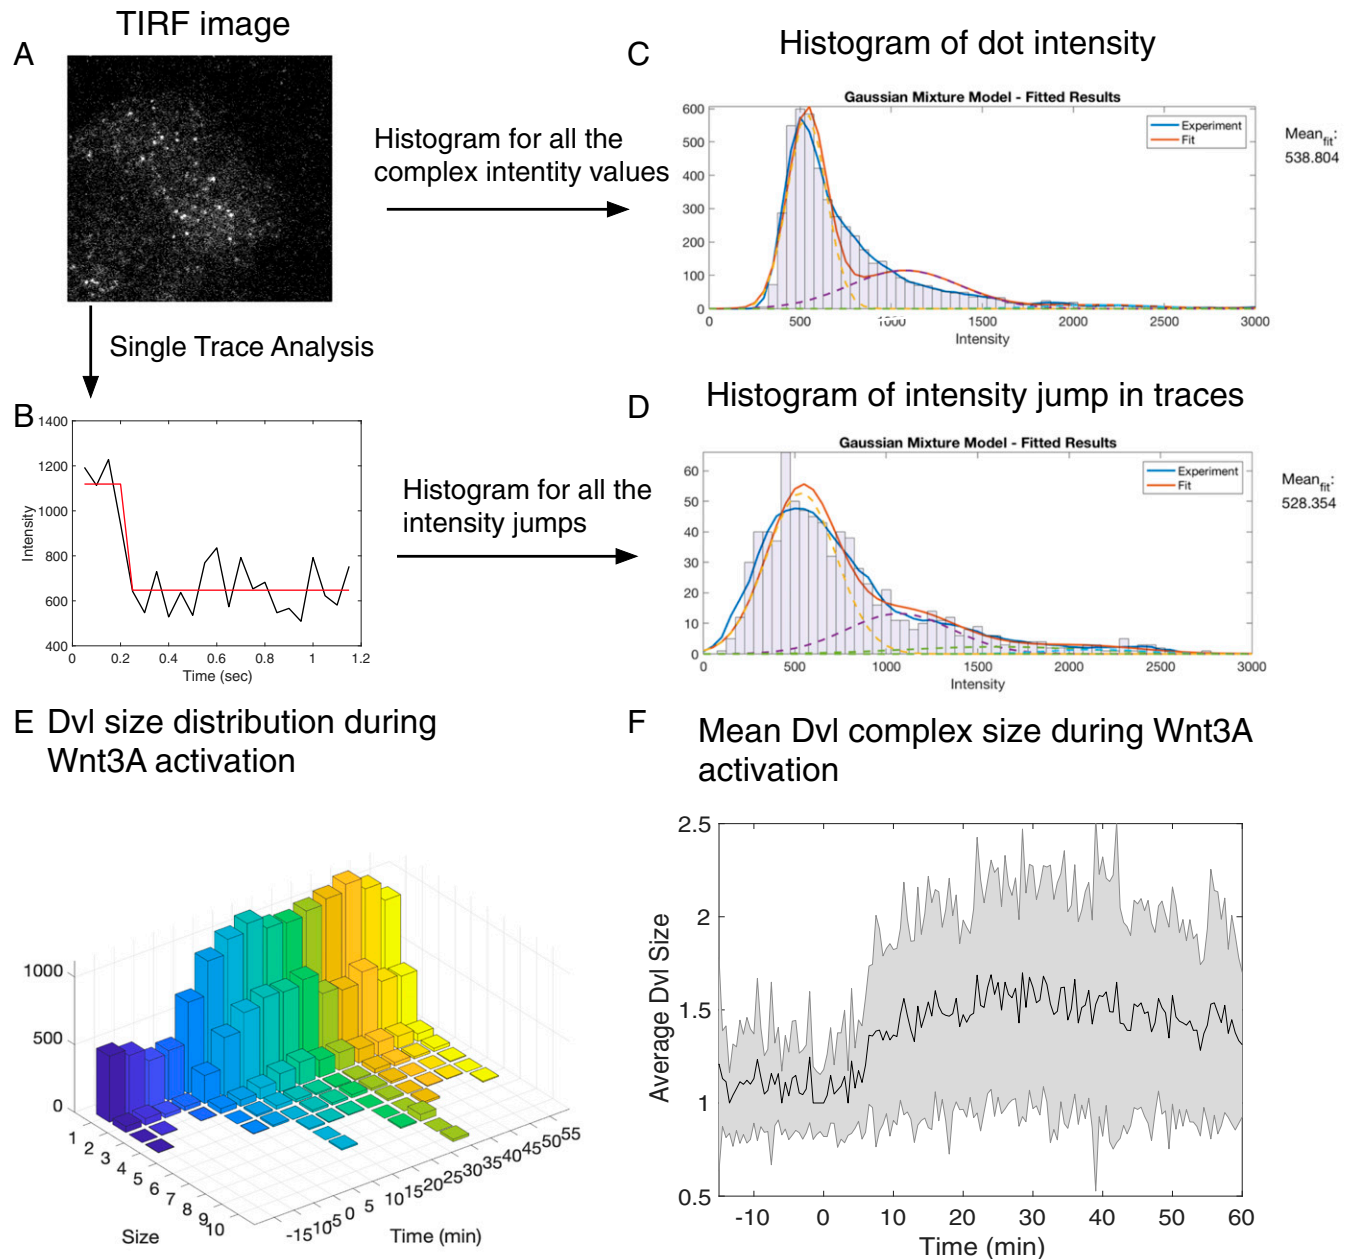 TIRF image
A
Histogram for all the
complex intentity values
Single Trace Analysis
C
Histogram of dot intensity
Gaussian Mixture Model - Fitted Results
600
500
400
300
200
100
0
0
500
1000
1500
2000
2500
3000
Intensity
Experiment
Fit
Mean_fit:
538.804
B
1400
1200
1000
800
600
400
Intensity
0
0.2
0.4
0.6
0.8
1
1.2
Time (sec)
Histogram for all the
intensity jumps
D
Histogram of intensity jump in traces
Gaussian Mixture Model - Fitted Results
60
50
40
30
20
10
0
0
500
1000
1500
2000
2500
3000
Intensity
Experiment
Fit
Mean_fit:
528.354
E Dvl size distribution during
Wnt3A activation
1000
500
0
1
2
3
4
5
6
7
8
9
10
Size
-15
-10
-5
0
5
10
15
20
25
30
35
40
45
50
55
Time (min)
F
Mean Dvl complex size during Wnt3A
activation
2.5
2
1.5
1
0.5
Average Dvl Size
-10
0
10
20
30
40
50
60
Time (min)